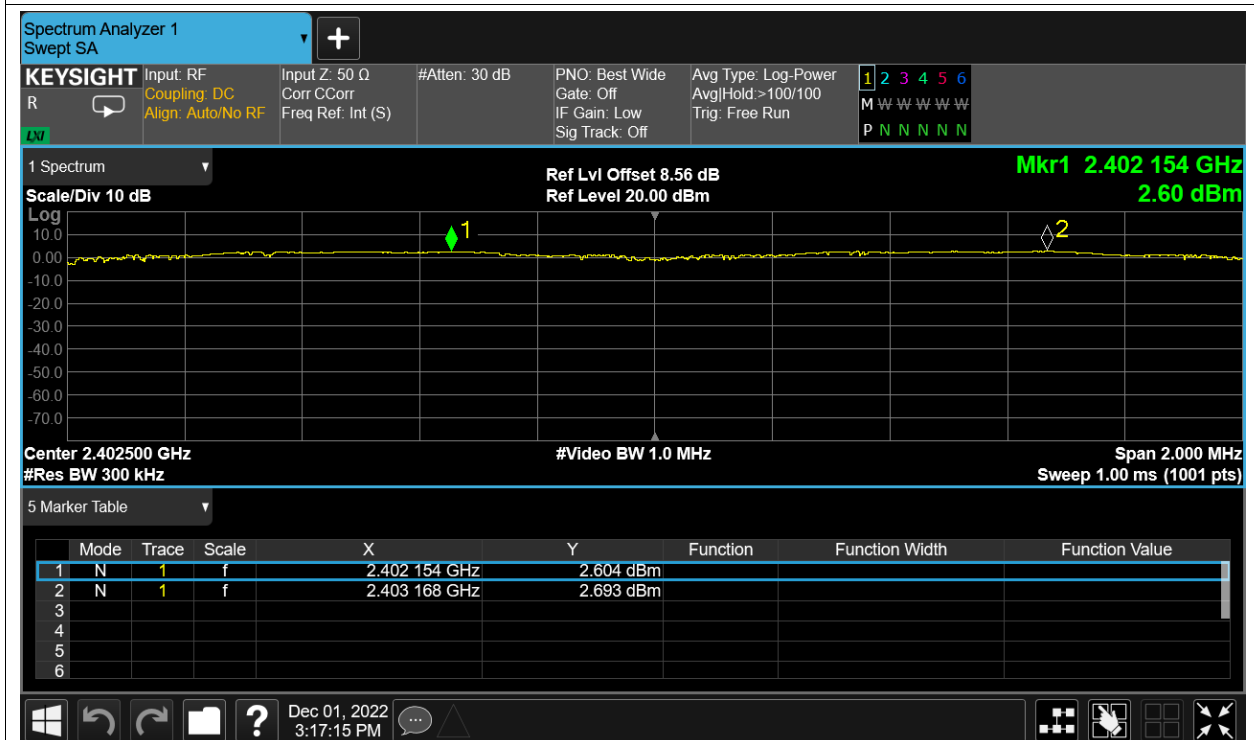 Spectrum Analyzer 1
Swept SA
KEYSIGHT
R
LXI
Input: RF
Coupling: DC
Align: Auto/No RF
Input Z: 50 Ω
Corr CCorr
Freq Ref: Int (S)
#Atten: 30 dB
PNO: Best Wide
Gate: Off
IF Gain: Low
Sig Track: Off
Avg Type: Log-Power
Avg|Hold:>100/100
Trig: Free Run
1 2 3 4 5 6
M W W W W W
P N N N N N
1 Spectrum
Scale/Div 10 dB
Ref Lvl Offset 8.56 dB
Ref Level 20.00 dBm
Mkr1 2.402 154 GHz
2.60 dBm
Log
10.0
0.00
-10.0
-20.0
-30.0
-40.0
-50.0
-60.0
-70.0
1
2
Center 2.402500 GHz
#Res BW 300 kHz
#Video BW 1.0 MHz
Span 2.000 MHz
Sweep 1.00 ms (1001 pts)
5 Marker Table
Mode Trace Scale X Y Function Function Width Function Value
1 N 1 f 2.402 154 GHz 2.604 dBm
2 N 1 f 2.403 168 GHz 2.693 dBm
3
4
5
6
?
Dec 01, 2022
3:17:15 PM